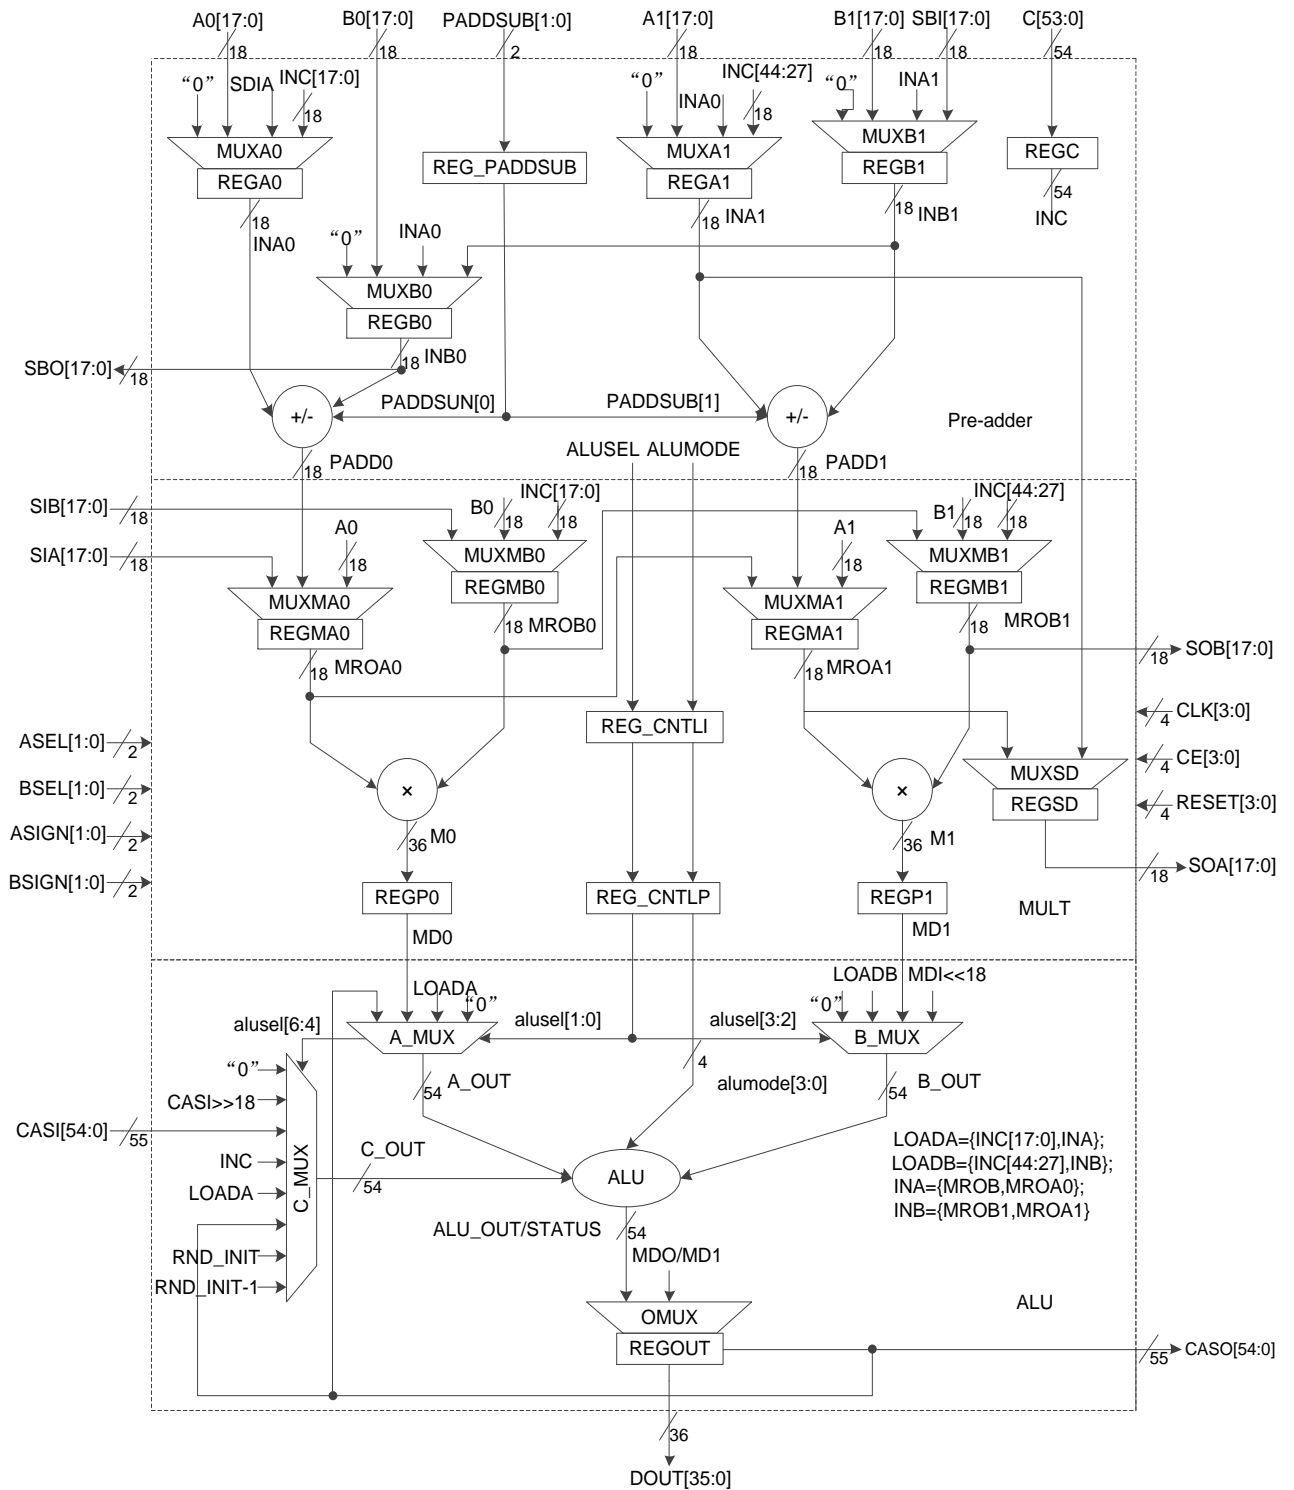 A0[17:0] B0[17:0] PADDSUB[1:0] A1[17:0] B1[17:0] SBI[17:0] C[53:0]
18 18 2 18 18 18 54
“0” SDIA INC[17:0] “0” INA0 INC[44:27] “0” INA1
18 18
MUXA0 MUXA1 MUXB1 REGC
REGA0 REG_PADDSUB REGA1 REGB1
18 18 18 54
INA0 INA1 INB1 INC
“0” INA0
MUXB0
REGB0
18 INB0
SBO[17:0] 18
+/- PADDSUN[0] PADDSUB[1] +/-
Pre-adder
18 PADD0 ALUSEL ALUMODE 18 PADD1
SIB[17:0] 18 B0 18 INC[17:0] 18 B1 18 INC[44:27] 18
SIA[17:0] 18 A0 18 MUXMB0 A1 18 MUXMB1
REGMB0 REGMB1
MUXMA0 MUXMA1
REGMA0 18 MROB0 REGMA1 18 MROB1
18 MROA0 18 MROA1
18 SOB[17:0]
REG_CNTLI
4 CLK[3:0]
ASEL[1:0] 2
4 CE[3:0]
MUXSD
BSEL[1:0] 2 × × REGSD 4 RESET[3:0]
ASIGN[1:0] 2 36 M0 36 M1
18 SOA[17:0]
BSIGN[1:0] 2 REGP0 REG_CNTLP REGP1
MULT
MD0 MD1
LOADA “0” “0” LOADB MDI<<18
alusel[6:4] A_MUX alusel[1:0] alusel[3:2] B_MUX
“0” 54 A_OUT 4 alumode[3:0] 54 B_OUT
CASI>>18
CASI[54:0] 55
INC
LOADA
RND_INIT
RND_INIT-1
C_MUX
C_OUT
54
ALU
LOADA={INC[17:0],INA};
LOADB={INC[44:27],INB};
INA={MROB,MROA0};
INB={MROB1,MROA1}
ALU_OUT/STATUS 54
MDO/MD1
OMUX
REGOUT
ALU
55 CASO[54:0]
36
DOUT[35:0]